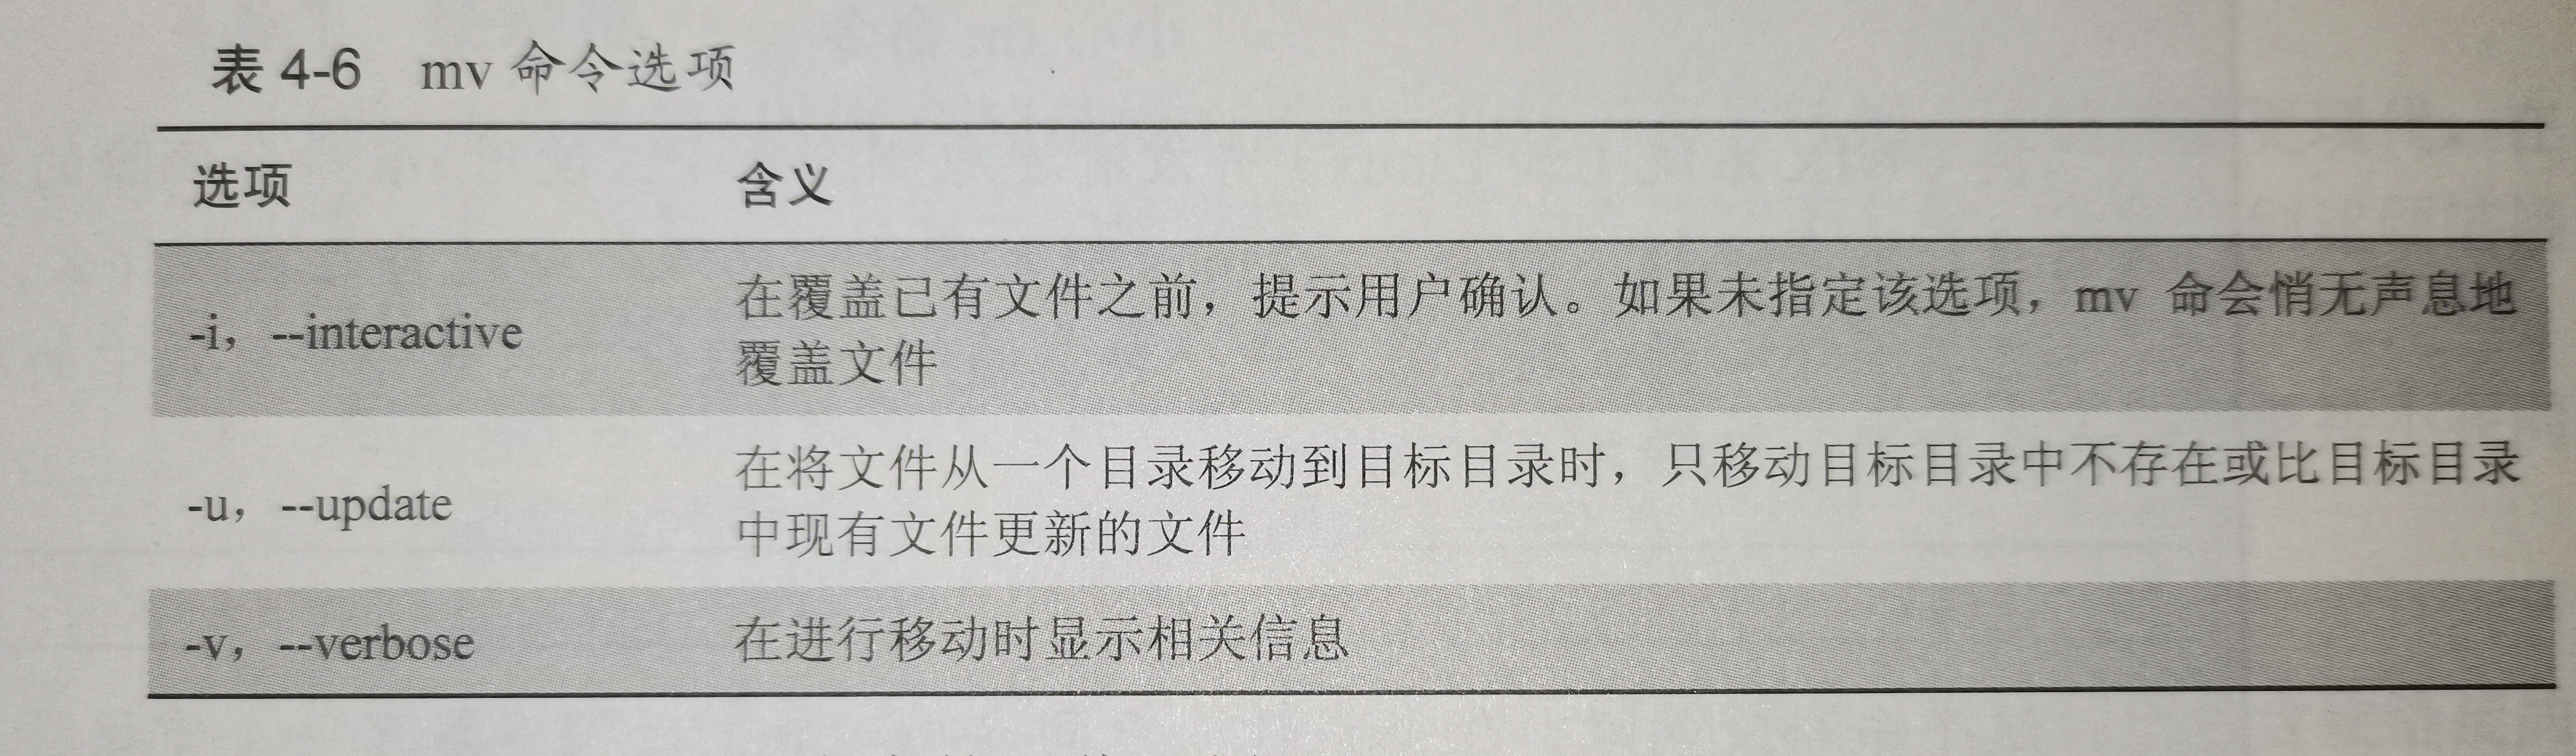 表 4-6 mv 命令选项
选项 含义
-i，--interactive 在覆盖已有文件之前，提示用户确认。如果未指定该选项，mv 命会悄无声息地
覆盖文件
-u，--update 在将文件从一个目录移动到目标目录时，只移动目标目录中不存在或比目标目录
中现有文件更新的文件
-v，--verbose 在进行移动时显示相关信息